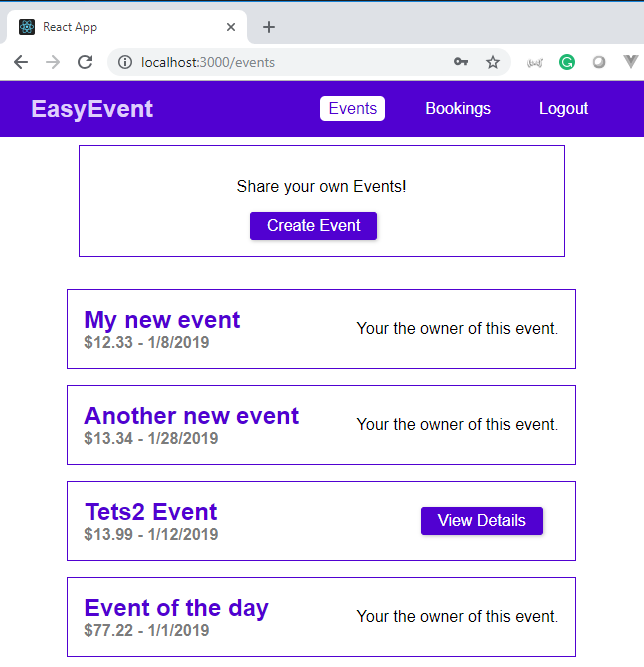 React App
localhost:3000/events
EasyEvent
Events
Bookings
Logout
Share your own Events!
Create Event
My new event
$12.33 - 1/8/2019
Your the owner of this event.
Another new event
$13.34 - 1/28/2019
Your the owner of this event.
Tets2 Event
$13.99 - 1/12/2019
View Details
Event of the day
$77.22 - 1/1/2019
Your the owner of this event.